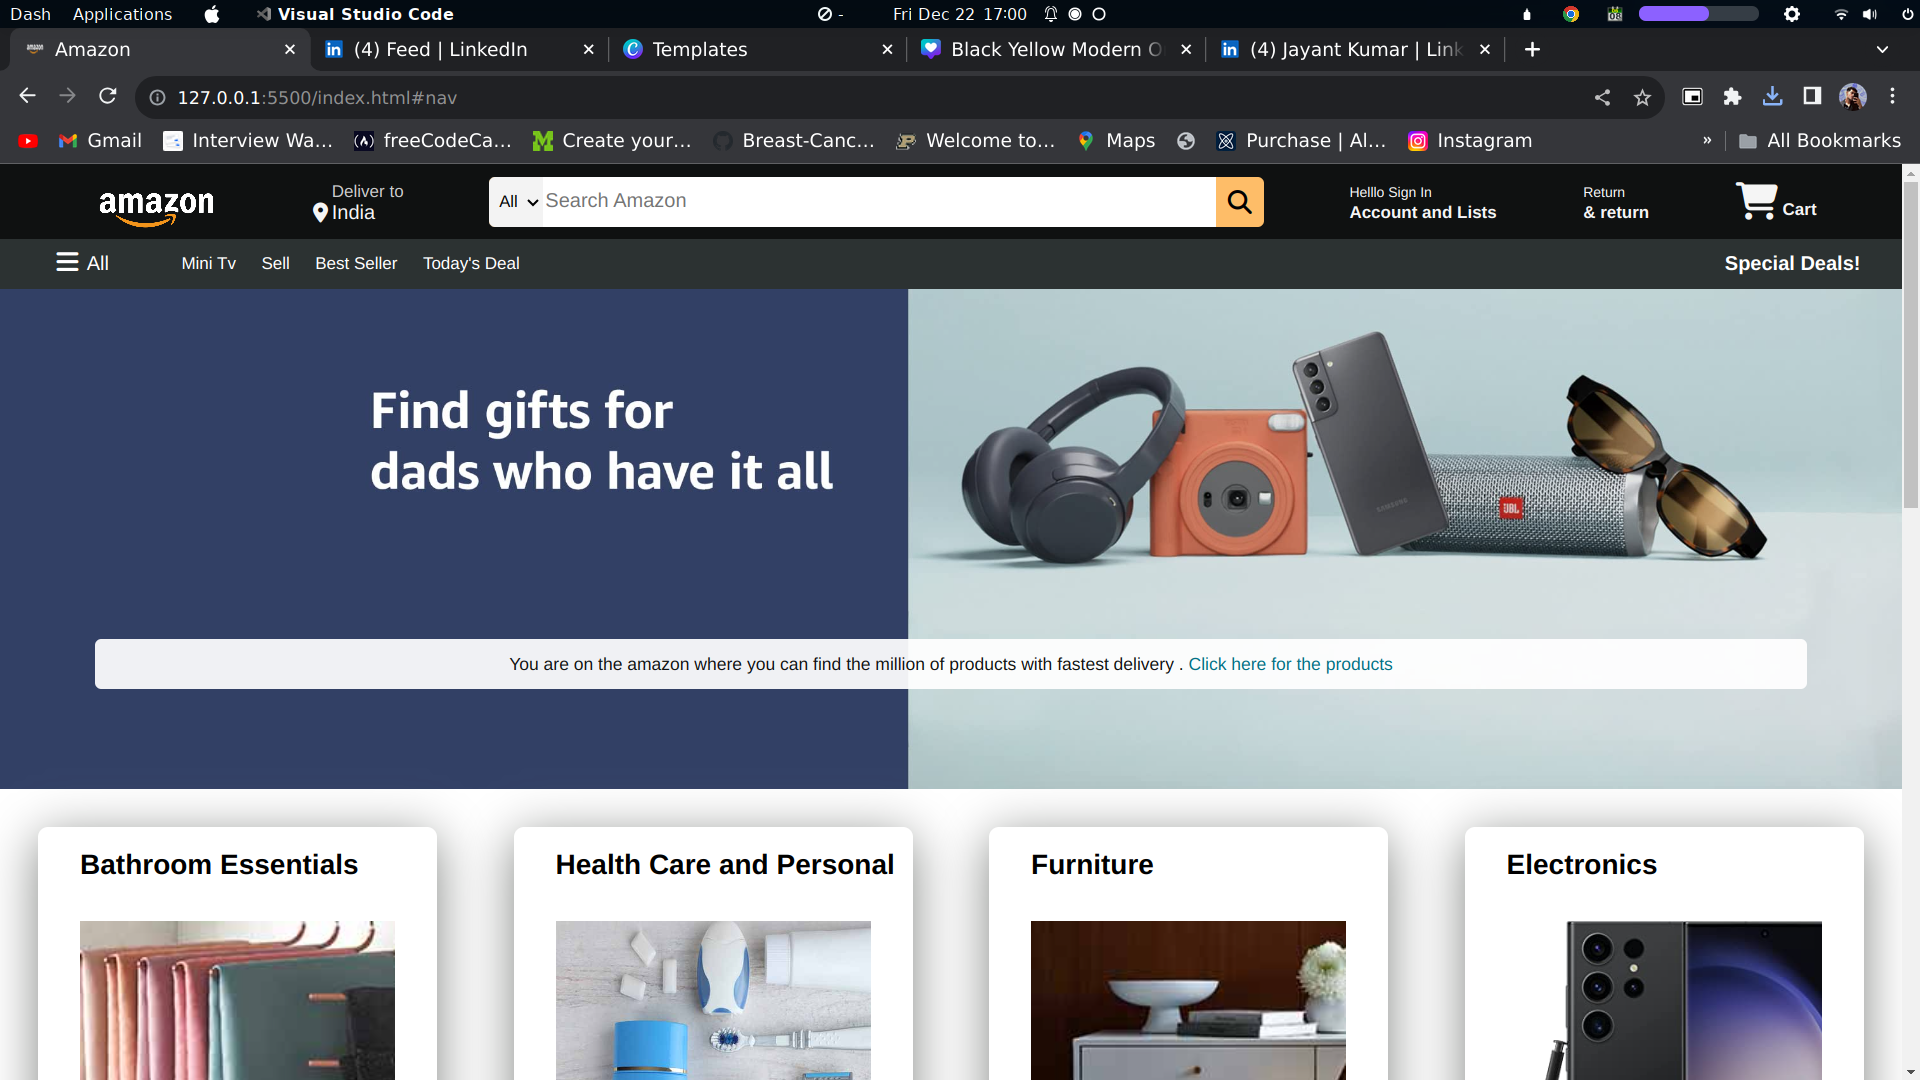 Dash Applications Visual Studio Code - Fri Dec 22 17:00
Amazon (4) Feed | LinkedIn Templates Black Yellow Modern O (4) Jayant Kumar | Link
127.0.0.1:5500/index.html#nav
Gmail Interview Wa... freeCodeCa... Create your... Breast-Canc... Welcome to... Maps Purchase | Al... Instagram » All Bookmarks
amazon
Deliver to
India
All Search Amazon
Helllo Sign In
Account and Lists
Return
& return
Cart
All Mini Tv Sell Best Seller Today's Deal Special Deals!
Find gifts for
dads who have it all
SAMSUNG
JBL
You are on the amazon where you can find the million of products with fastest delivery . Click here for the products
Bathroom Essentials
Health Care and Personal
Furniture
Electronics